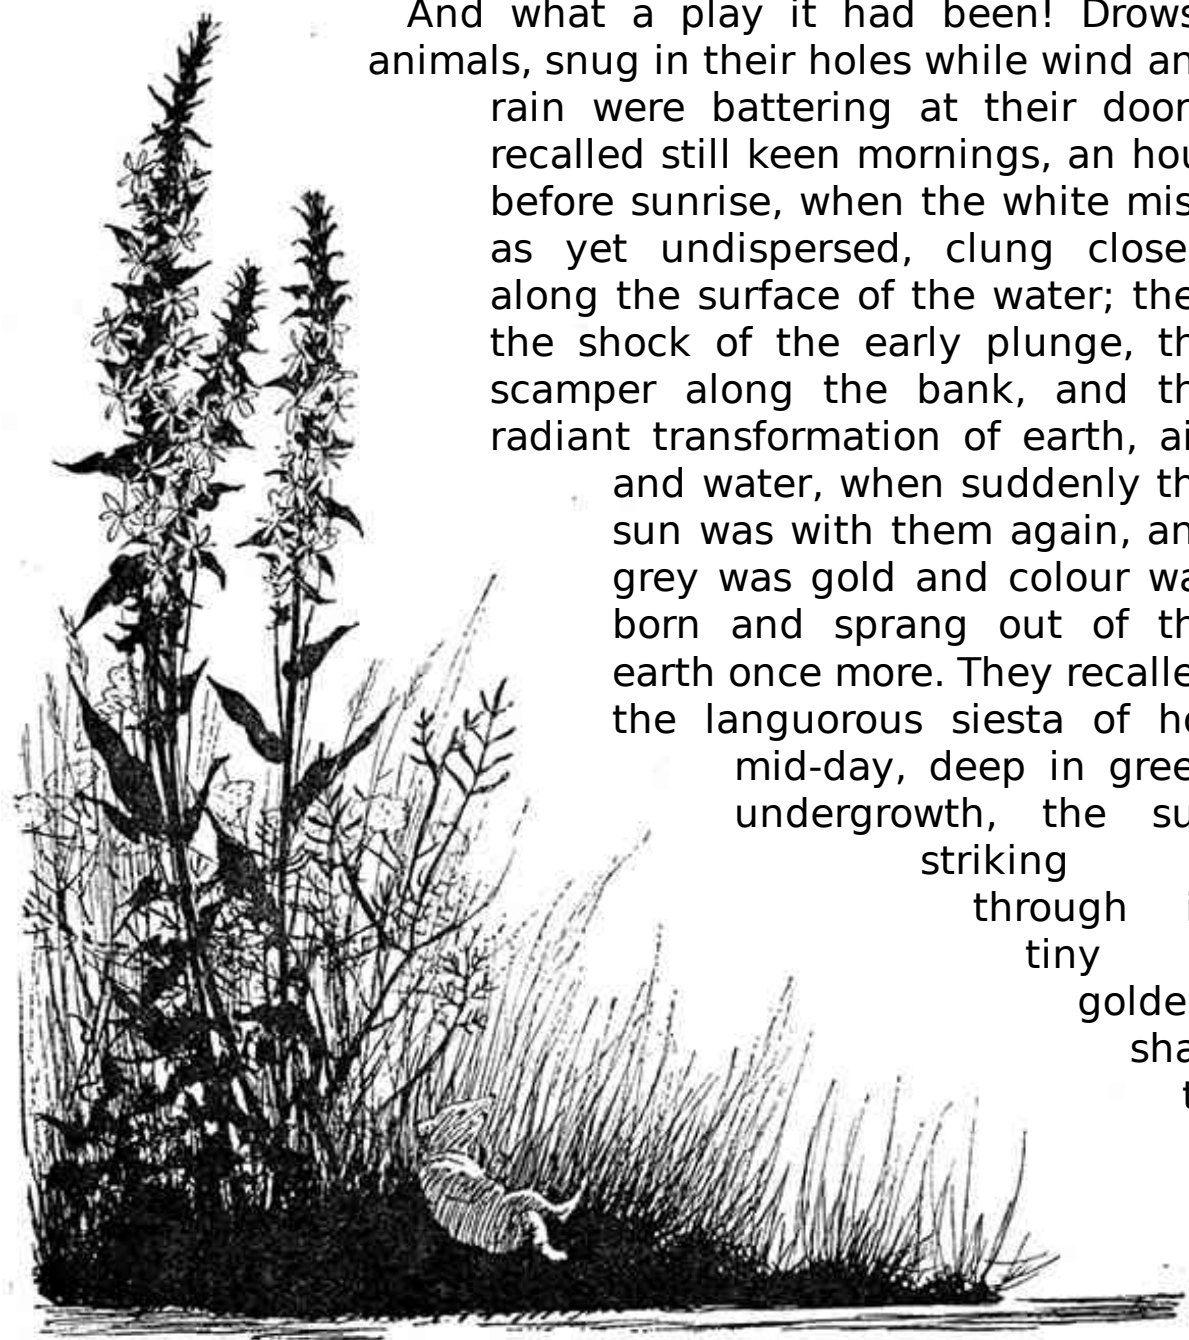 And what a play it had been! Drows
animals, snug in their holes while wind an
rain were battering at their door
recalled still keen mornings, an hou
before sunrise, when the white mis
as yet undispersed, clung close
along the surface of the water; the
the shock of the early plunge, th
scamper along the bank, and th
radiant transformation of earth, ai
and water, when suddenly th
sun was with them again, an
grey was gold and colour wa
born and sprang out of th
earth once more. They recalle
the languorous siesta of ho
mid-day, deep in gree
undergrowth, the su
striking
through i
tiny
golde
sha
t